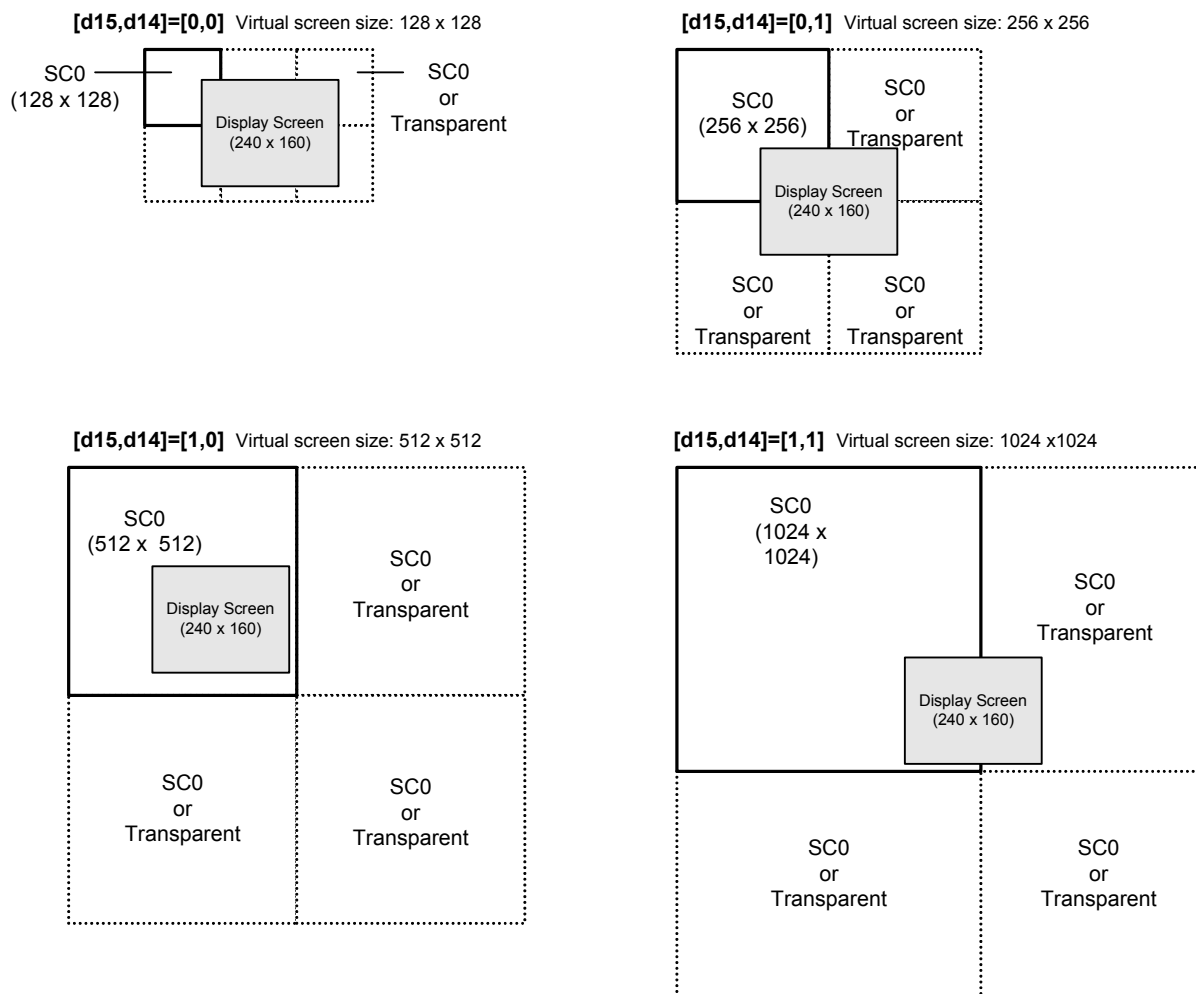 [d15,d14]=[0,0] Virtual screen size: 128 x 128
SC0
(128 x 128)
Display Screen
(240 x 160)
SC0
or
Transparent
[d15,d14]=[0,1] Virtual screen size: 256 x 256
SC0
(256 x 256)
SC0
or
Transparent
Display Screen
(240 x 160)
SC0
or
Transparent
SC0
or
Transparent
[d15,d14]=[1,0] Virtual screen size: 512 x 512
SC0
(512 x 512)
Display Screen
(240 x 160)
SC0
or
Transparent
SC0
or
Transparent
SC0
or
Transparent
[d15,d14]=[1,1] Virtual screen size: 1024 x1024
SC0
(1024 x
1024)
SC0
or
Transparent
Display Screen
(240 x 160)
SC0
or
Transparent
SC0
or
Transparent